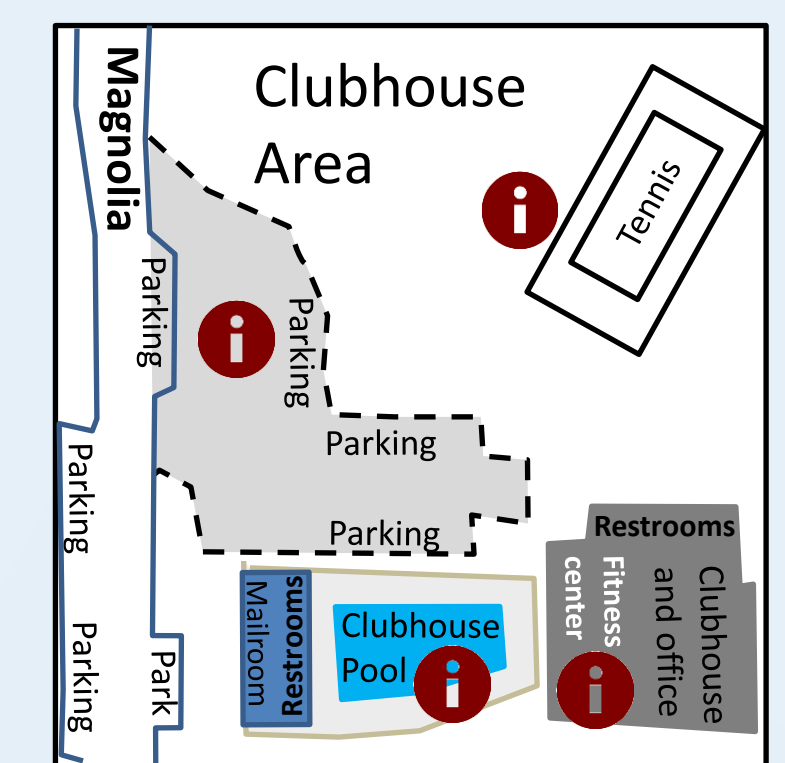 Magnolia
Clubhouse
Area
Tennis
i
Parking
i
Parking
Parking
Parking
Parking
Restrooms
Fitness
center
Clubhouse
and office
Mailroom
Restrooms
Clubhouse
Pool
i
i
Parking
Park